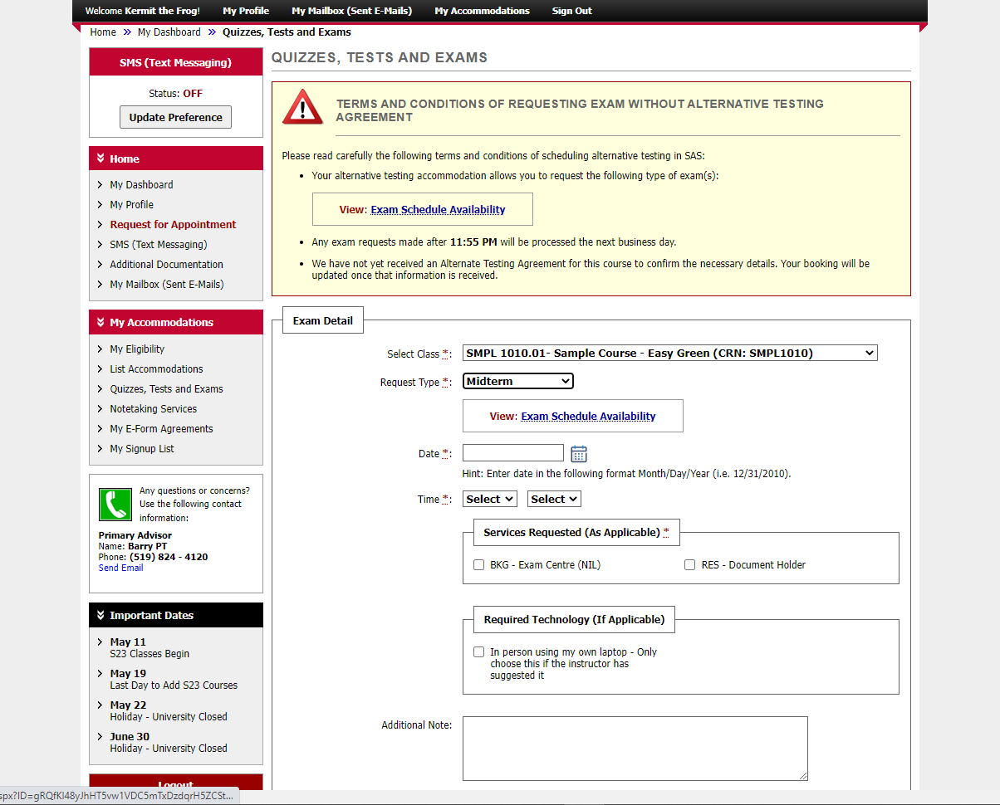 Welcome Kermit the Frog! My Profile My Mailbox (Sent E-Mails) My Accommodations Sign Out
Home » My Dashboard » Quizzes, Tests and Exams
SMS (Text Messaging)
Status: OFF
Update Preference
Home
My Dashboard
My Profile
Request for Appointment
SMS (Text Messaging)
Additional Documentation
My Mailbox (Sent E-Mails)
My Accommodations
My Eligibility
List Accommodations
Quizzes, Tests and Exams
Notetaking Services
My E-Form Agreements
My Signup List
Any questions or concerns?
Use the following contact
information:
Primary Advisor
Name: Barry PT
Phone: (519) 824 - 4120
Send Email
Important Dates
May 11
S23 Classes Begin
May 19
Last Day to Add S23 Courses
May 22
Holiday - University Closed
June 30
Holiday - University Closed
Logout
QUIZZES, TESTS AND EXAMS
TERMS AND CONDITIONS OF REQUESTING EXAM WITHOUT ALTERNATIVE TESTING
AGREEMENT
Please read carefully the following terms and conditions of scheduling alternative testing in SAS:
• Your alternative testing accommodation allows you to request the following type of exam(s):
View: Exam Schedule Availability
• Any exam requests made after 11:55 PM will be processed the next business day.
• We have not yet received an Alternate Testing Agreement for this course to confirm the necessary details. Your booking will be
updated once that information is received.
Exam Detail
Select Class *: SMPL 1010.01- Sample Course - Easy Green (CRN: SMPL1010)
Request Type *: Midterm
View: Exam Schedule Availability
Date *:
Hint: Enter date in the following format Month/Day/Year (i.e. 12/31/2010).
Time *: Select Select
Services Requested (As Applicable) *
BKG - Exam Centre (NIL) RES - Document Holder
Required Technology (If Applicable)
In person using my own laptop - Only
choose this if the instructor has
suggested it
Additional Note:
spx?ID=gRQfKl48yJhHT5vw1VDC5mTxDzdqrH5ZCSt...